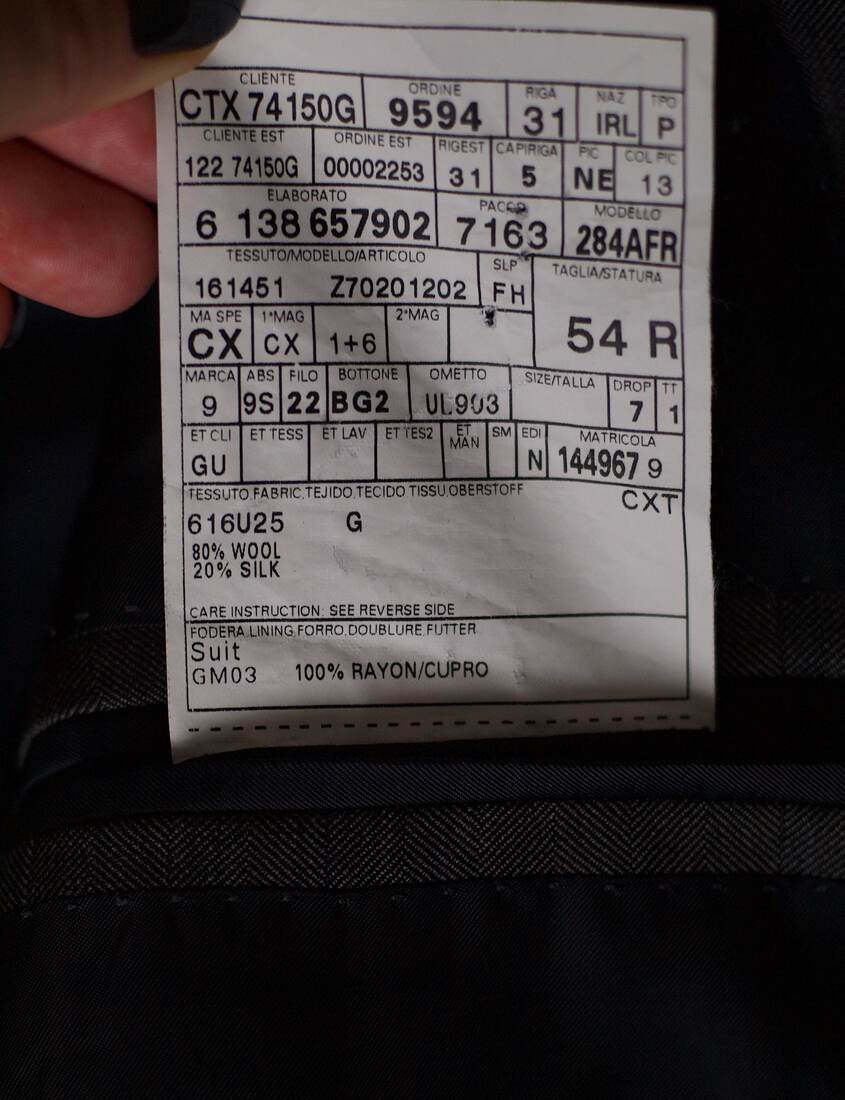 CLIENTE ORDINE RIGA NAZ TPO
CTX 74150G 9594 31 IRL P
CLIENTE EST ORDINE EST RIGEST CAPIRIGA PIC COL PIC
122 74150G 00002253 31 5 NE 13
ELABORATO PACCO MODELLO
6 138 657902 7163 284AFR
TESSUTO/MODELLO/ARTICOLO SLP TAGLIA/STATURA
161451 Z70201202 FH 54 R
MA SPE 1*MAG 2*MAG
CX CX 1+6
MARCA ABS FILO BOTTONE OMETTO SIZE/TALLA DROP TT
9 9S 22 BG2 UL903 7 1
ET CLI ET TESS ET LAV ET TES2 ET MAN SM EDI MATRICOLA
GU N 144967 9
TESSUTO,FABRIC,TEJIDO,TECIDO TISSU,OBERSTOFF CXT
616U25 G
80% WOOL
20% SILK
CARE INSTRUCTION: SEE REVERSE SIDE
FODERA,LINING,FORRO,DOUBLURE,FUTTER
Suit
GM03 100% RAYON/CUPRO